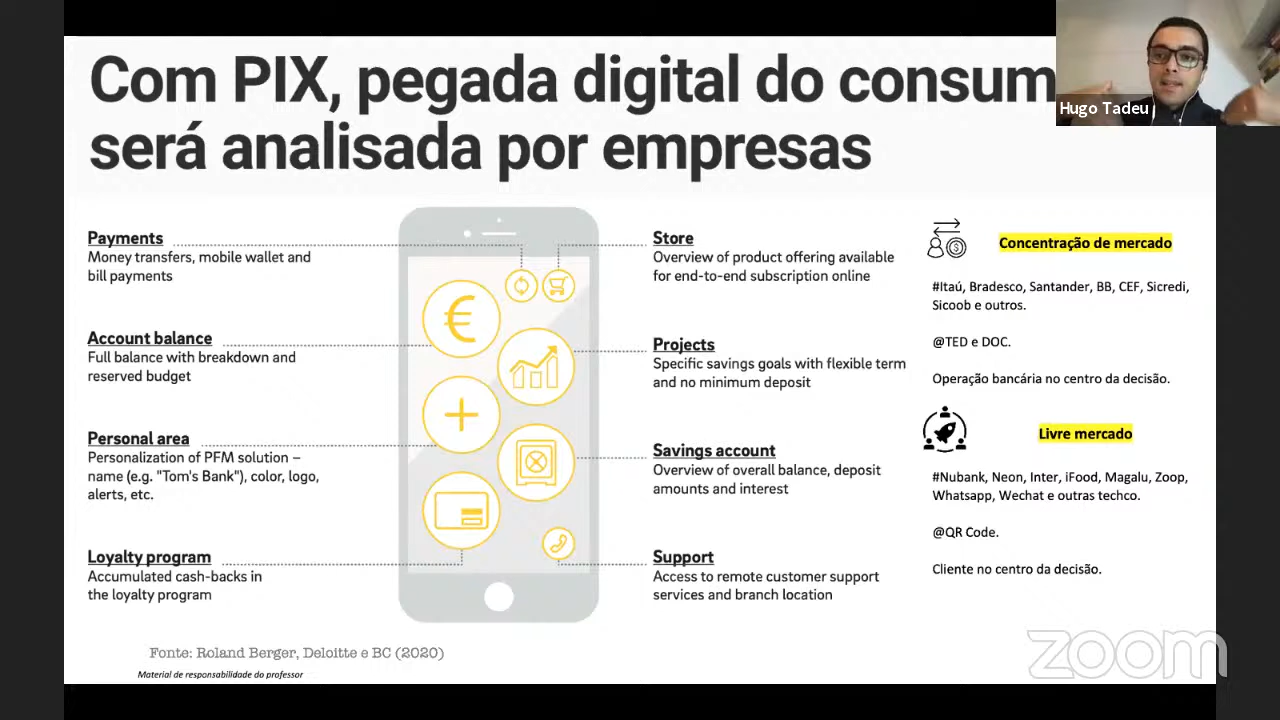 Com PIX, pegada digital do consum
será analisada por empresas
Hugo Tadeu
Payments
Money transfers, mobile wallet and
bill payments
Account balance
Full balance with breakdown and
reserved budget
Personal area
Personalization of PFM solution –
name (e.g. "Tom's Bank"), color, logo,
alerts, etc.
Loyalty program
Accumulated cash-backs in
the loyalty program
€
Store
Overview of product offering available
for end-to-end subscription online
Projects
Specific savings goals with flexible term
and no minimum deposit
Savings account
Overview of overall balance, deposit
amounts and interest
Support
Access to remote customer support
services and branch location
Concentração de mercado
#Itaú, Bradesco, Santander, BB, CEF, Sicredi,
Sicoob e outros.
@TED e DOC.
Operação bancária no centro da decisão.
Livre mercado
#Nubank, Neon, Inter, iFood, Magalu, Zoop,
Whatsapp, Wechat e outras techco.
@QR Code.
Cliente no centro da decisão.
Fonte: Roland Berger, Deloitte e BC (2020)
Material de responsabilidade do professor
zoom